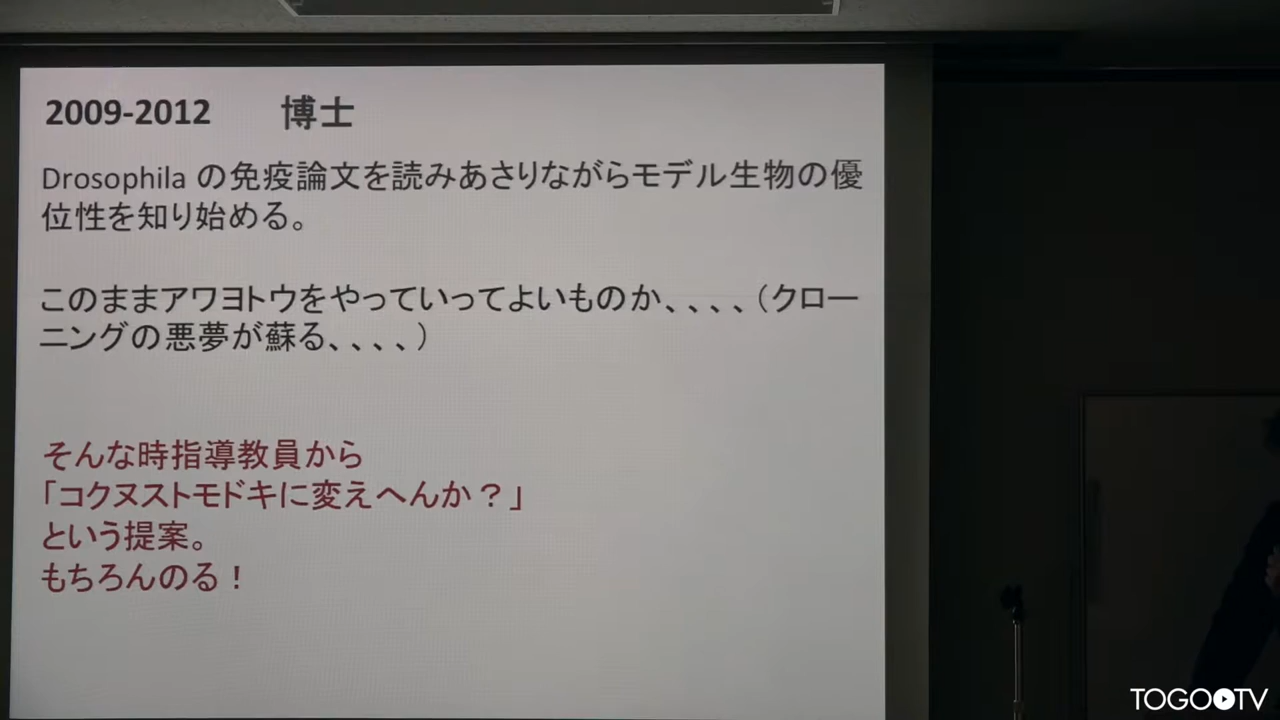 2009-2012 博士
Drosophila の免疫論文を読みあさりながらモデル生物の優
位性を知り始める。
このままアワヨトウをやっていってよいものか、、、、（クロー
ニングの悪夢が蘇る、、、、）
そんな時指導教員から
「コクヌストモドキに変えへんか？」
という提案。
もちろんのる！
TOGOTV